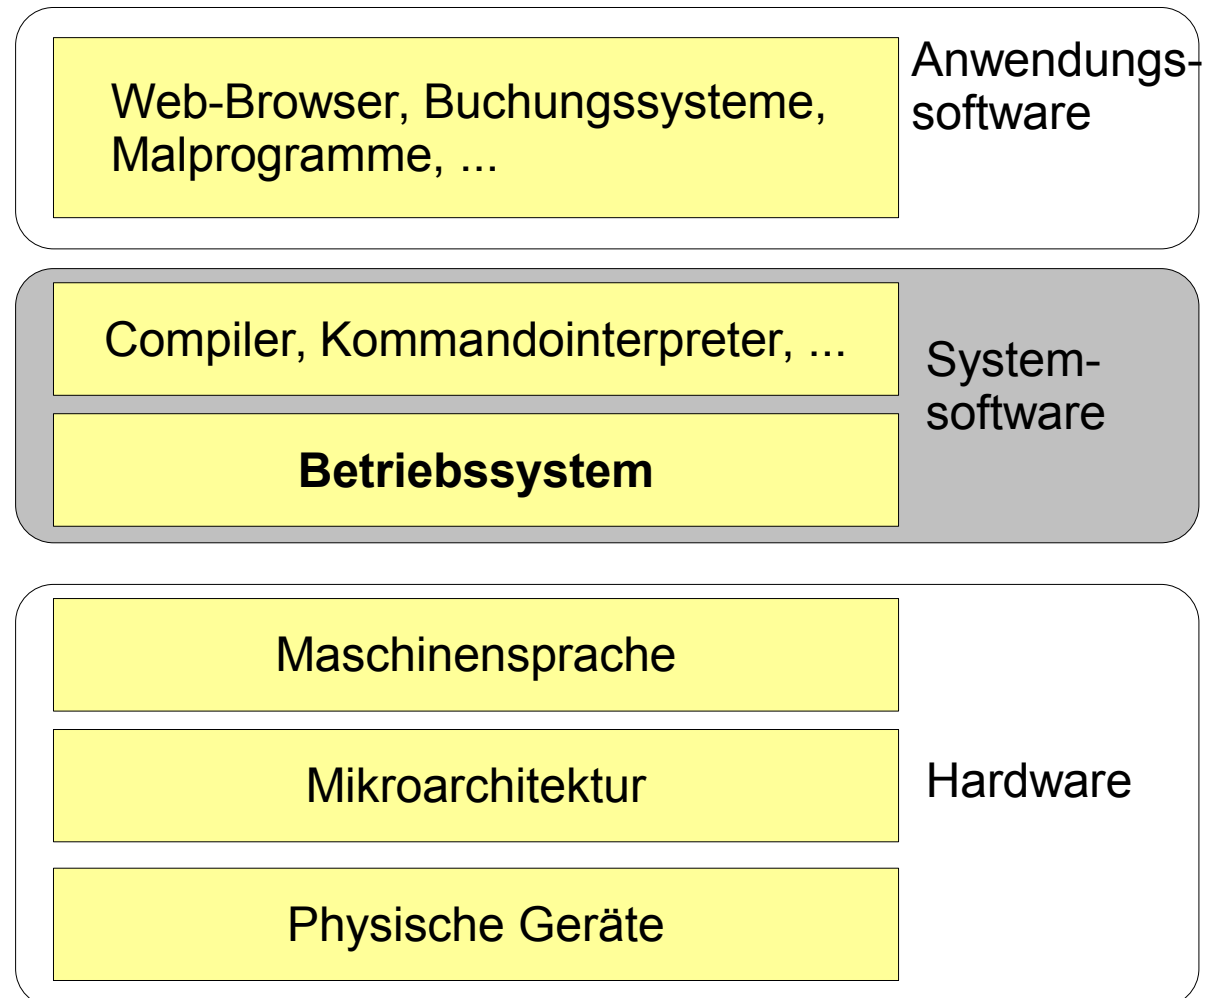 Web-Browser, Buchungssysteme,
Malprogramme, ...
Anwendungs-
software
Compiler, Kommandointerpreter, ...
System-
software
Betriebssystem
Maschinensprache
Mikroarchitektur
Hardware
Physische Geräte